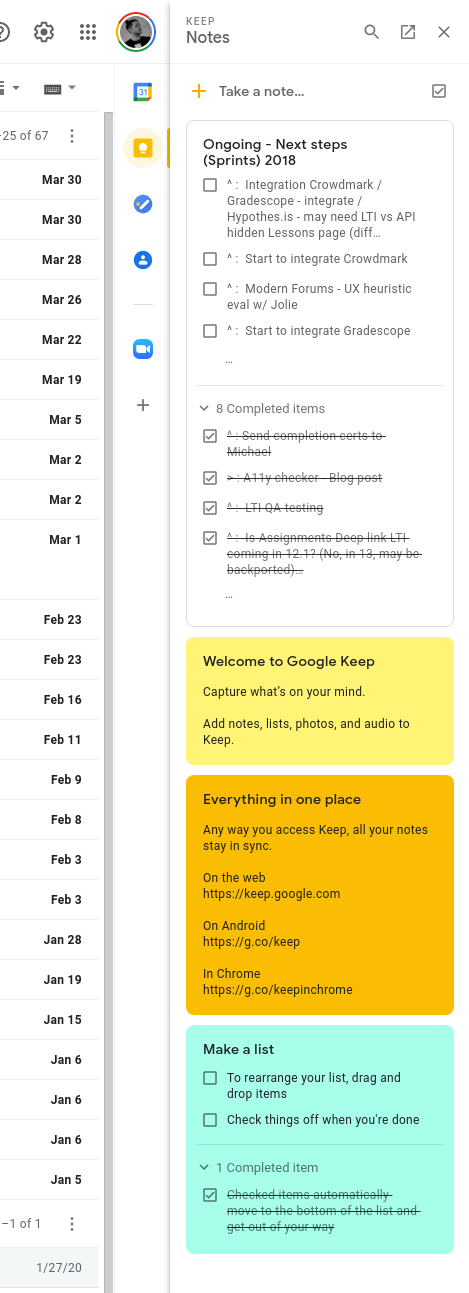 KEEP
Notes
Take a note…
-25 of 67
Mar 30
Mar 30
Mar 28
Mar 26
Mar 22
Mar 19
Mar 5
Mar 2
Mar 2
Mar 1
Feb 23
Feb 23
Feb 16
Feb 11
Feb 9
Feb 8
Feb 3
Feb 3
Jan 28
Jan 19
Jan 15
Jan 6
Jan 6
Jan 6
Jan 5
–1 of 1
1/27/20
31
Ongoing - Next steps
(Sprints) 2018
^ : Integration Crowdmark /
Gradescope - integrate /
Hypothes.is - may need LTI vs API
hidden Lessons page (diff…
^ : Start to integrate Crowdmark
^ : Modern Forums - UX heuristic
eval w/ Jolie
^ : Start to integrate Gradescope
…
8 Completed items
^ : Send completion certs to
Michael
> : A11y checker - Blog post
^ : LTI QA testing
^ : Is Assignments Deep link LTI
coming in 12.1? (No, in 13, may be
backported)…
…
Welcome to Google Keep
Capture what's on your mind.
Add notes, lists, photos, and audio to
Keep.
Everything in one place
Any way you access Keep, all your notes
stay in sync.
On the web
https://keep.google.com
On Android
https://g.co/keep
In Chrome
https://g.co/keepinchrome
Make a list
To rearrange your list, drag and
drop items
Check things off when you're done
1 Completed item
Checked items automatically
move to the bottom of the list and
get out of your way